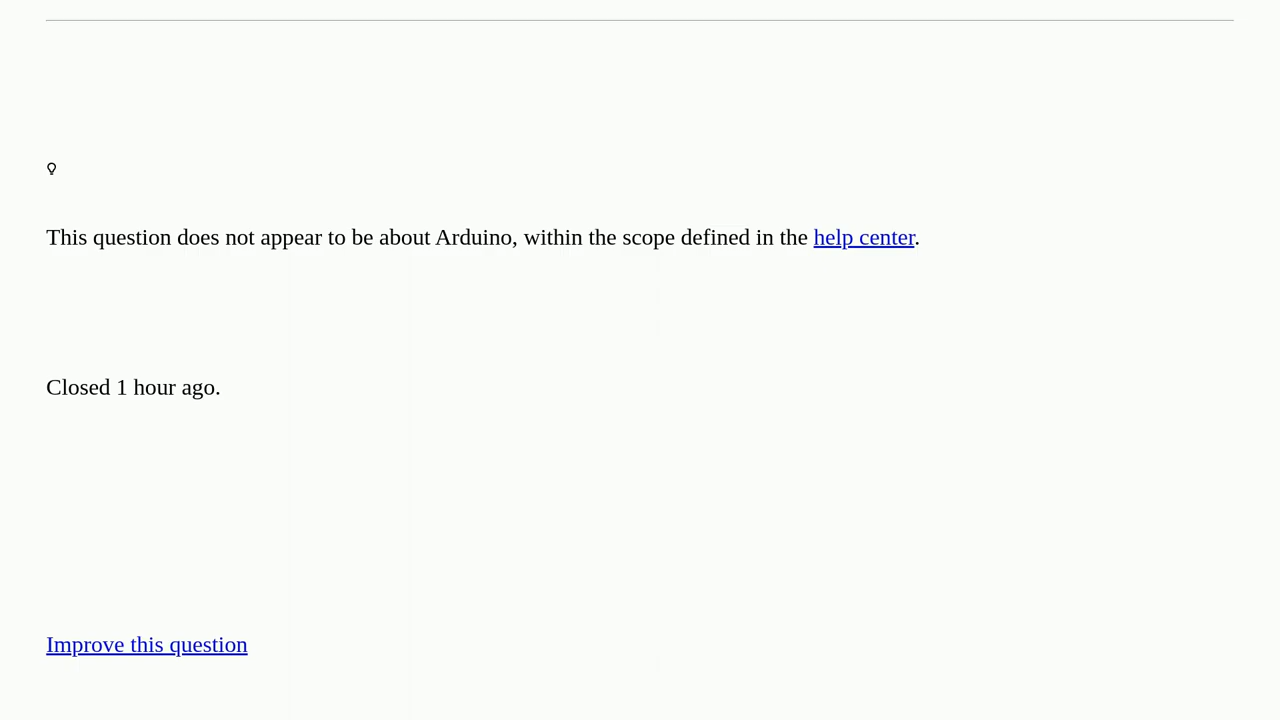 This question does not appear to be about Arduino, within the scope defined in the help center.
Closed 1 hour ago.
Improve this question